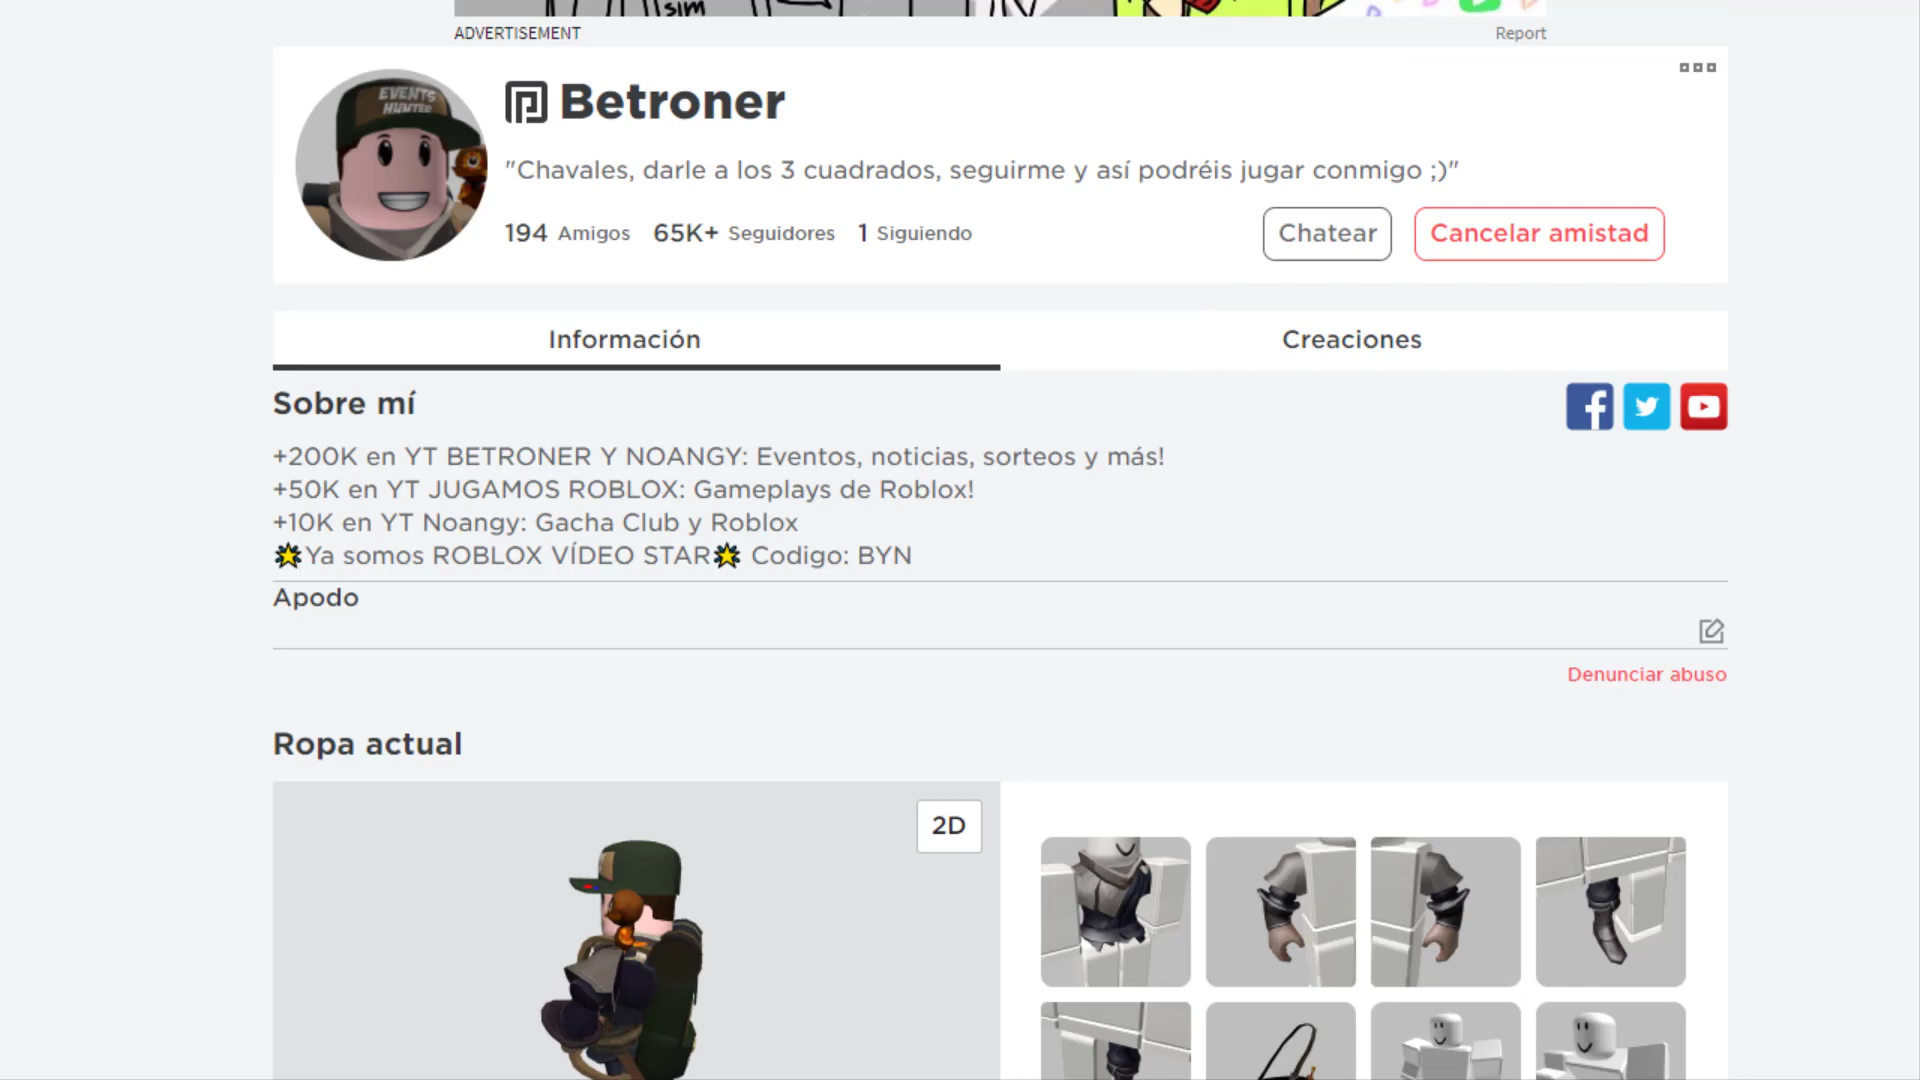 sim
ADVERTISEMENT
Report
EVENTS
HUNTER
Betroner
"Chavales, darle a los 3 cuadrados, seguirme y así podréis jugar conmigo ;)"
194 Amigos 65K+ Seguidores 1 Siguiendo
Chatear
Cancelar amistad
Información
Creaciones
Sobre mí
+200K en YT BETRONER Y NOANGY: Eventos, noticias, sorteos y más!
+50K en YT JUGAMOS ROBLOX: Gameplays de Roblox!
+10K en YT Noangy: Gacha Club y Roblox
🌟Ya somos ROBLOX VÍDEO STAR🌟 Codigo: BYN
Apodo
Denunciar abuso
Ropa actual
2D